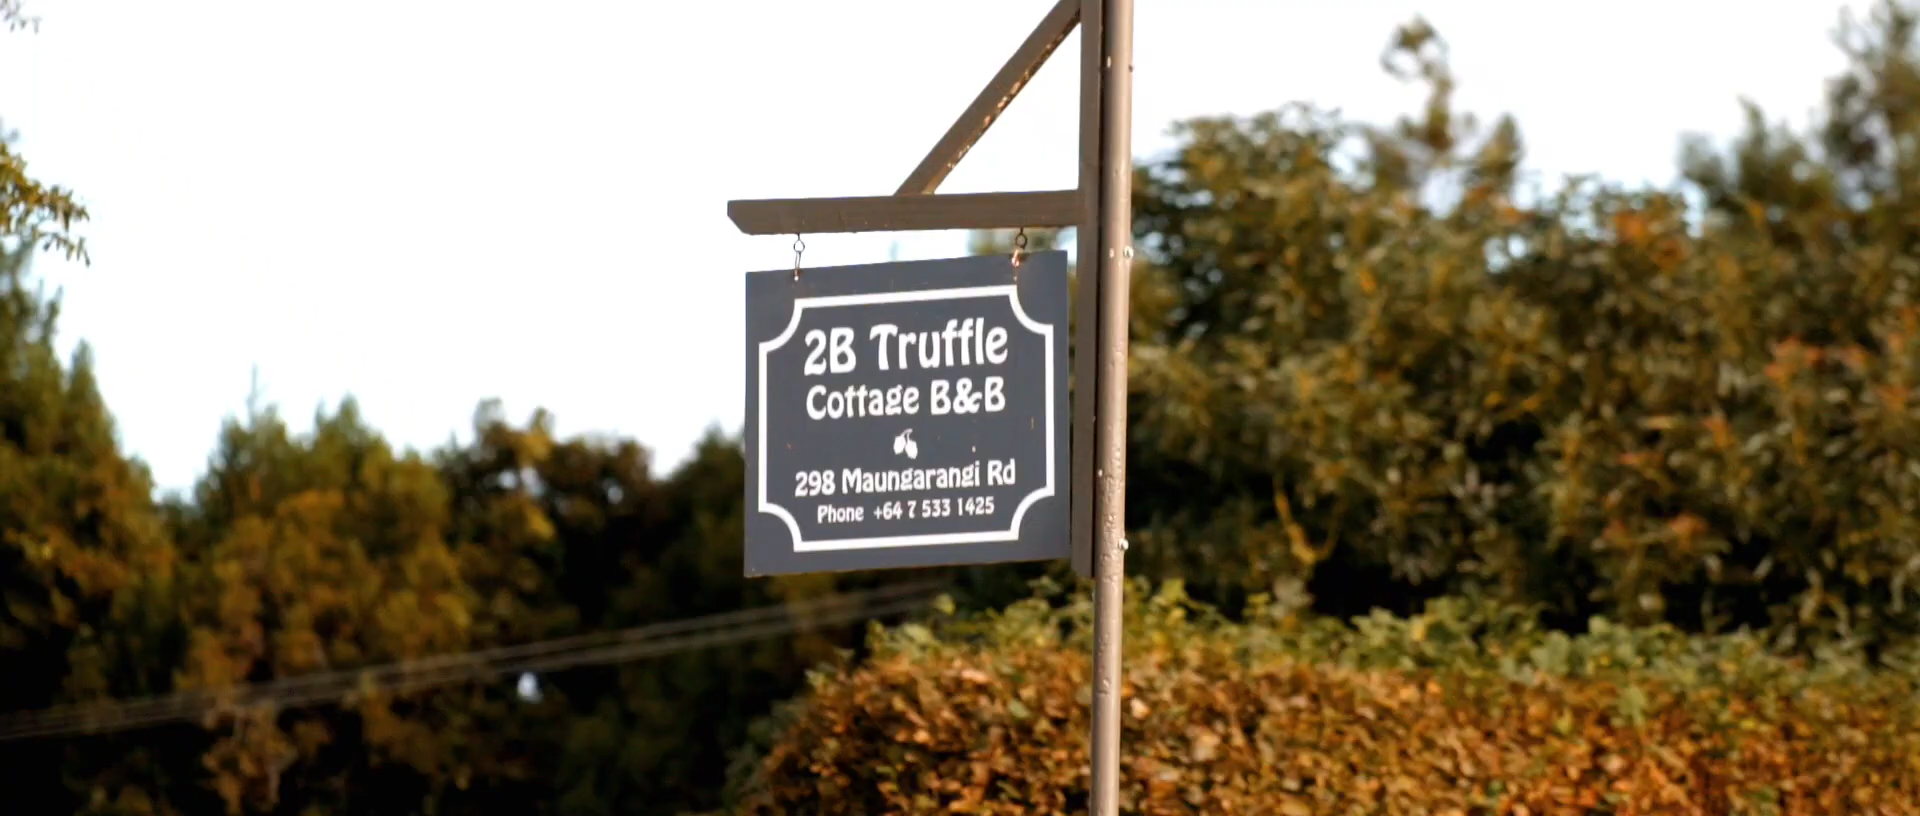 2B Truffle
Cottage B&B
298 Maungarangi Rd
Phone +64 7 533 1425